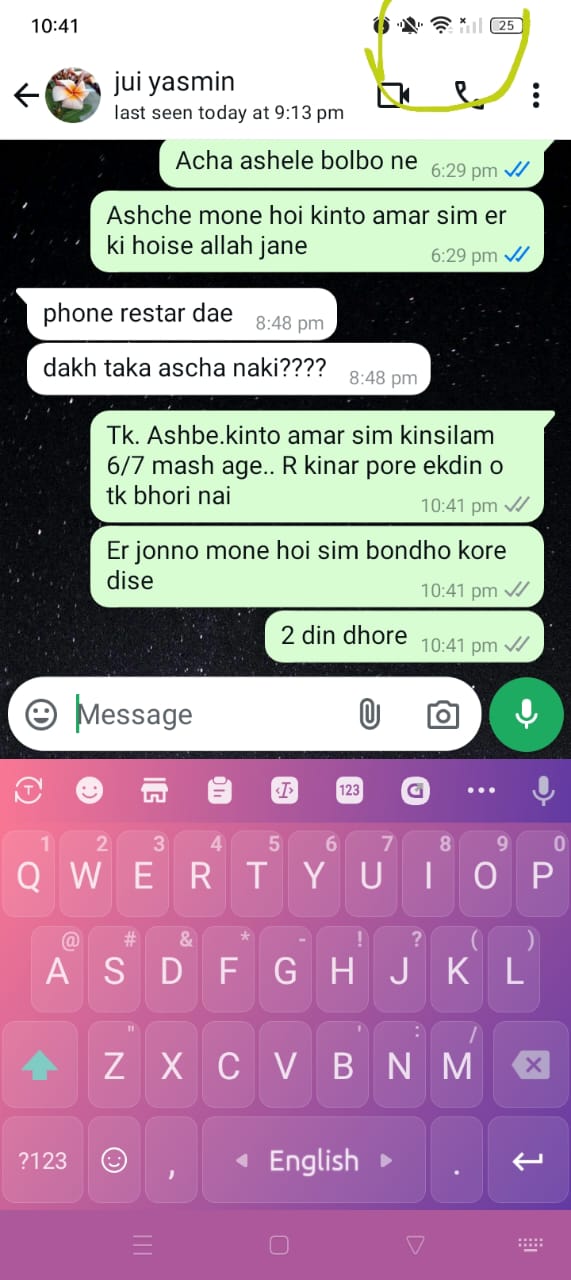 10:41
25
jui yasmin
last seen today at 9:13 pm
Acha ashele bolbo ne 6:29 pm
Ashche mone hoi kinto amar sim er
ki hoise allah jane 6:29 pm
phone restar dae 8:48 pm
dakh taka ascha naki???? 8:48 pm
Tk. Ashbe.kinto amar sim kinsilam
6/7 mash age.. R kinar pore ekdin o
tk bhori nai 10:41 pm
Er jonno mone hoi sim bondho kore
dise 10:41 pm
2 din dhore 10:41 pm
Message
T I 123 G
1 2 3 4 5 6 7 8 9 0
Q W E R T Y U I O P
@ # & * - ! ? ( )
A S D F G H J K L
" ' : /
Z X C V B N M
?123 , English .